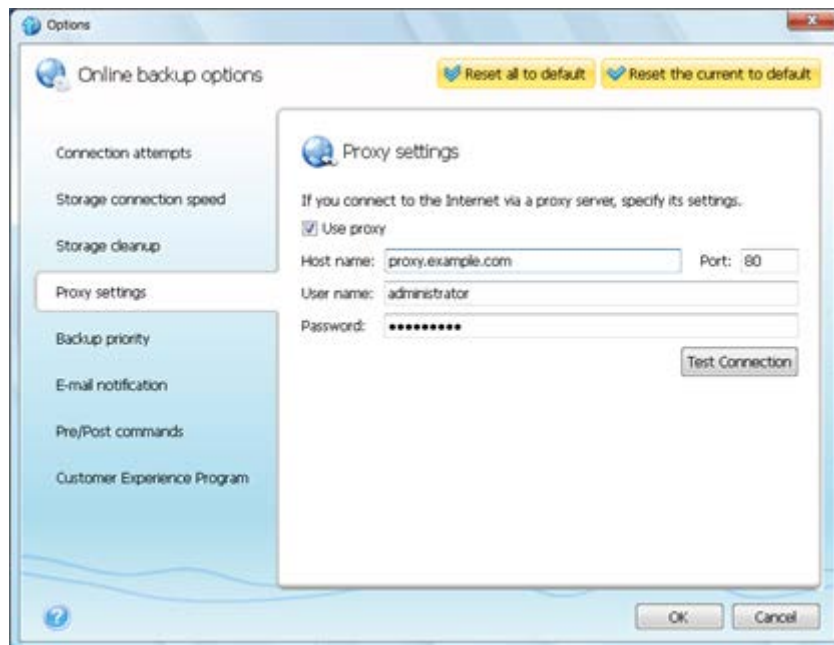 Options
Online backup options
Reset all to default
Reset the current to default
Connection attempts
Storage connection speed
Storage cleanup
Proxy settings
Backup priority
E-mail notification
Pre/Post commands
Customer Experience Program
Proxy settings
If you connect to the Internet via a proxy server, specify its settings.
Use proxy
Host name: proxy.example.com Port: 80
User name: administrator
Password: •••••••••
Test Connection
OK Cancel